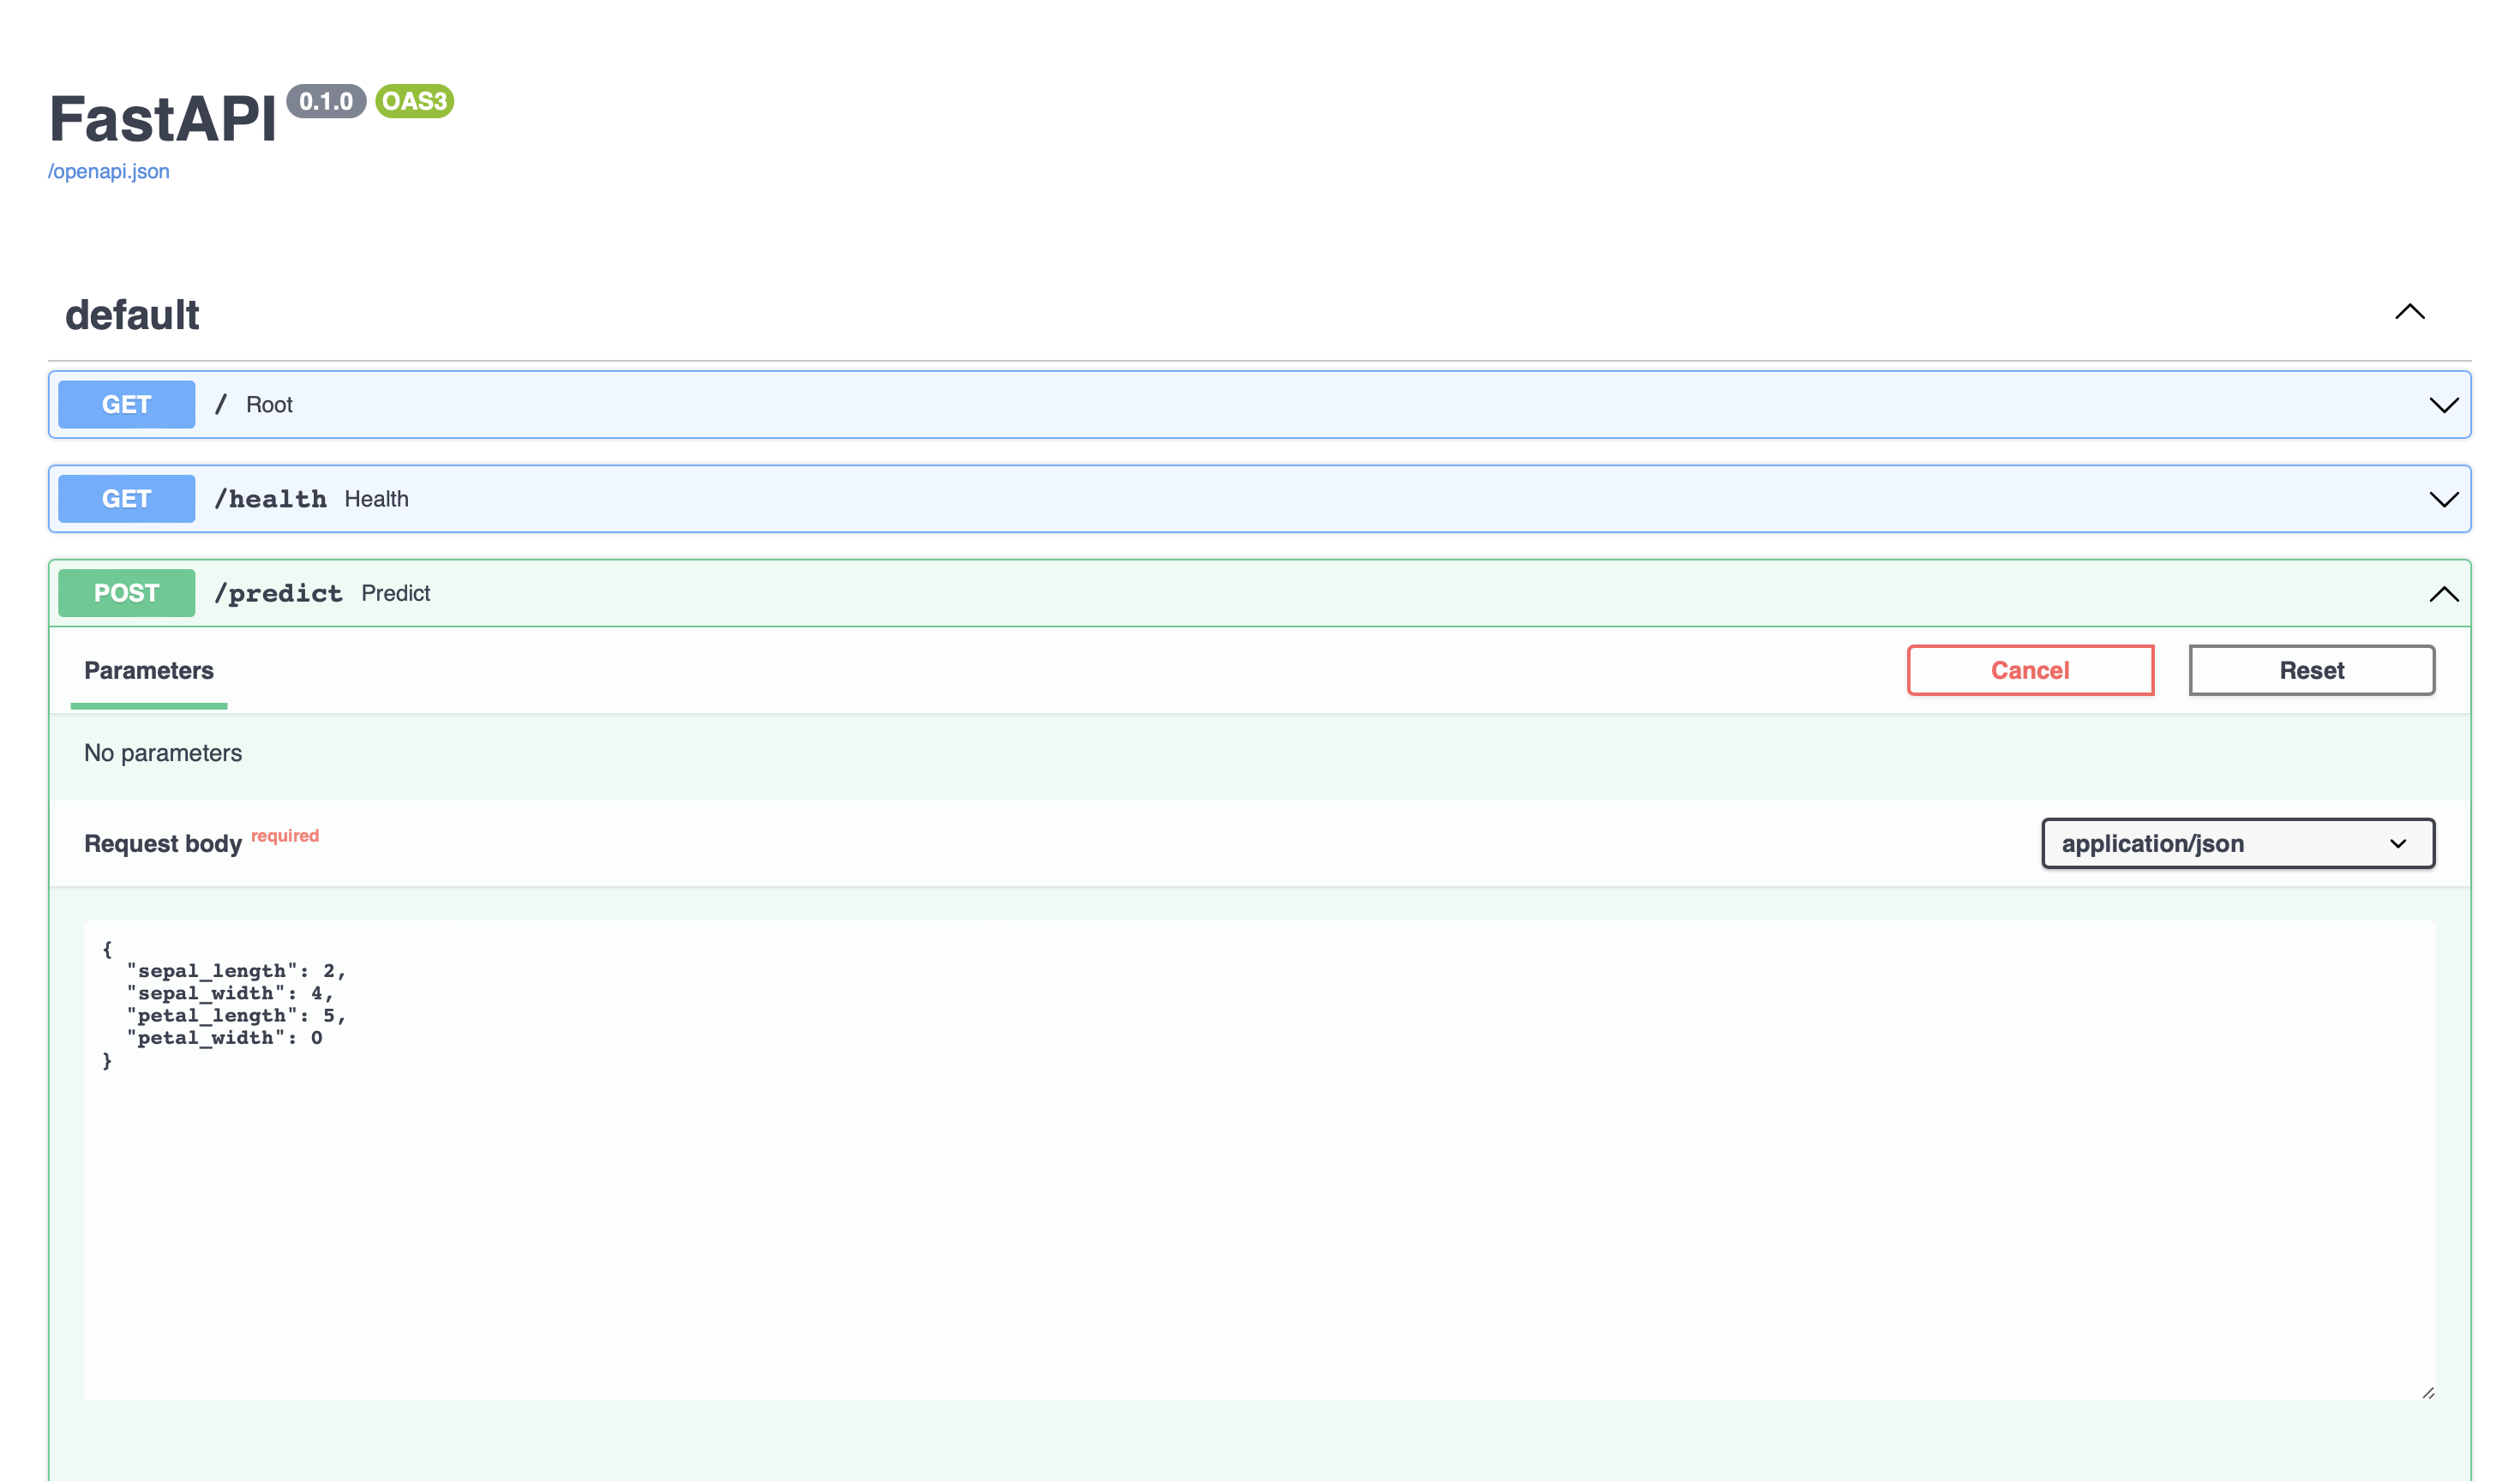 FastAPI 0.1.0 OAS3
/openapi.json
default
GET / Root
GET /health Health
POST /predict Predict
Parameters Cancel Reset
No parameters
Request body required application/json
{
  "sepal_length": 2,
  "sepal_width": 4,
  "petal_length": 5,
  "petal_width": 0
}